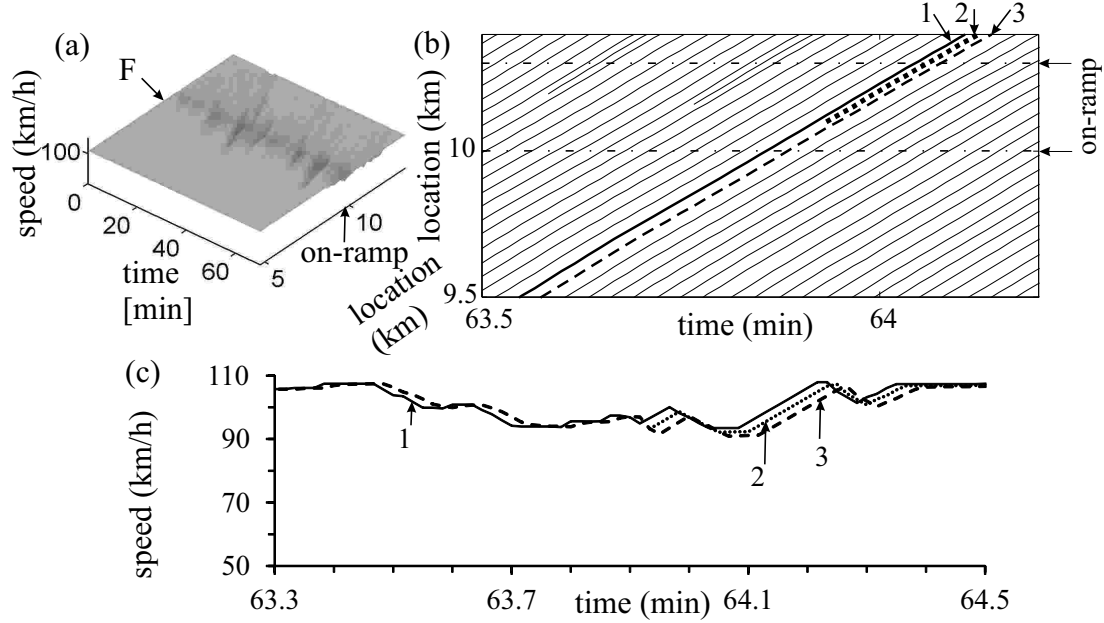 (a)
F
speed (km/h)
100
0
20
40
60
time
[min]
5
10
on-ramp
location
(km)
(b)
1 2 3
location (km)
10
9.5
63.5
64
time (min)
on-ramp
(c)
speed (km/h)
110
90
70
50
1
2
3
63.3
63.7
64.1
64.5
time (min)